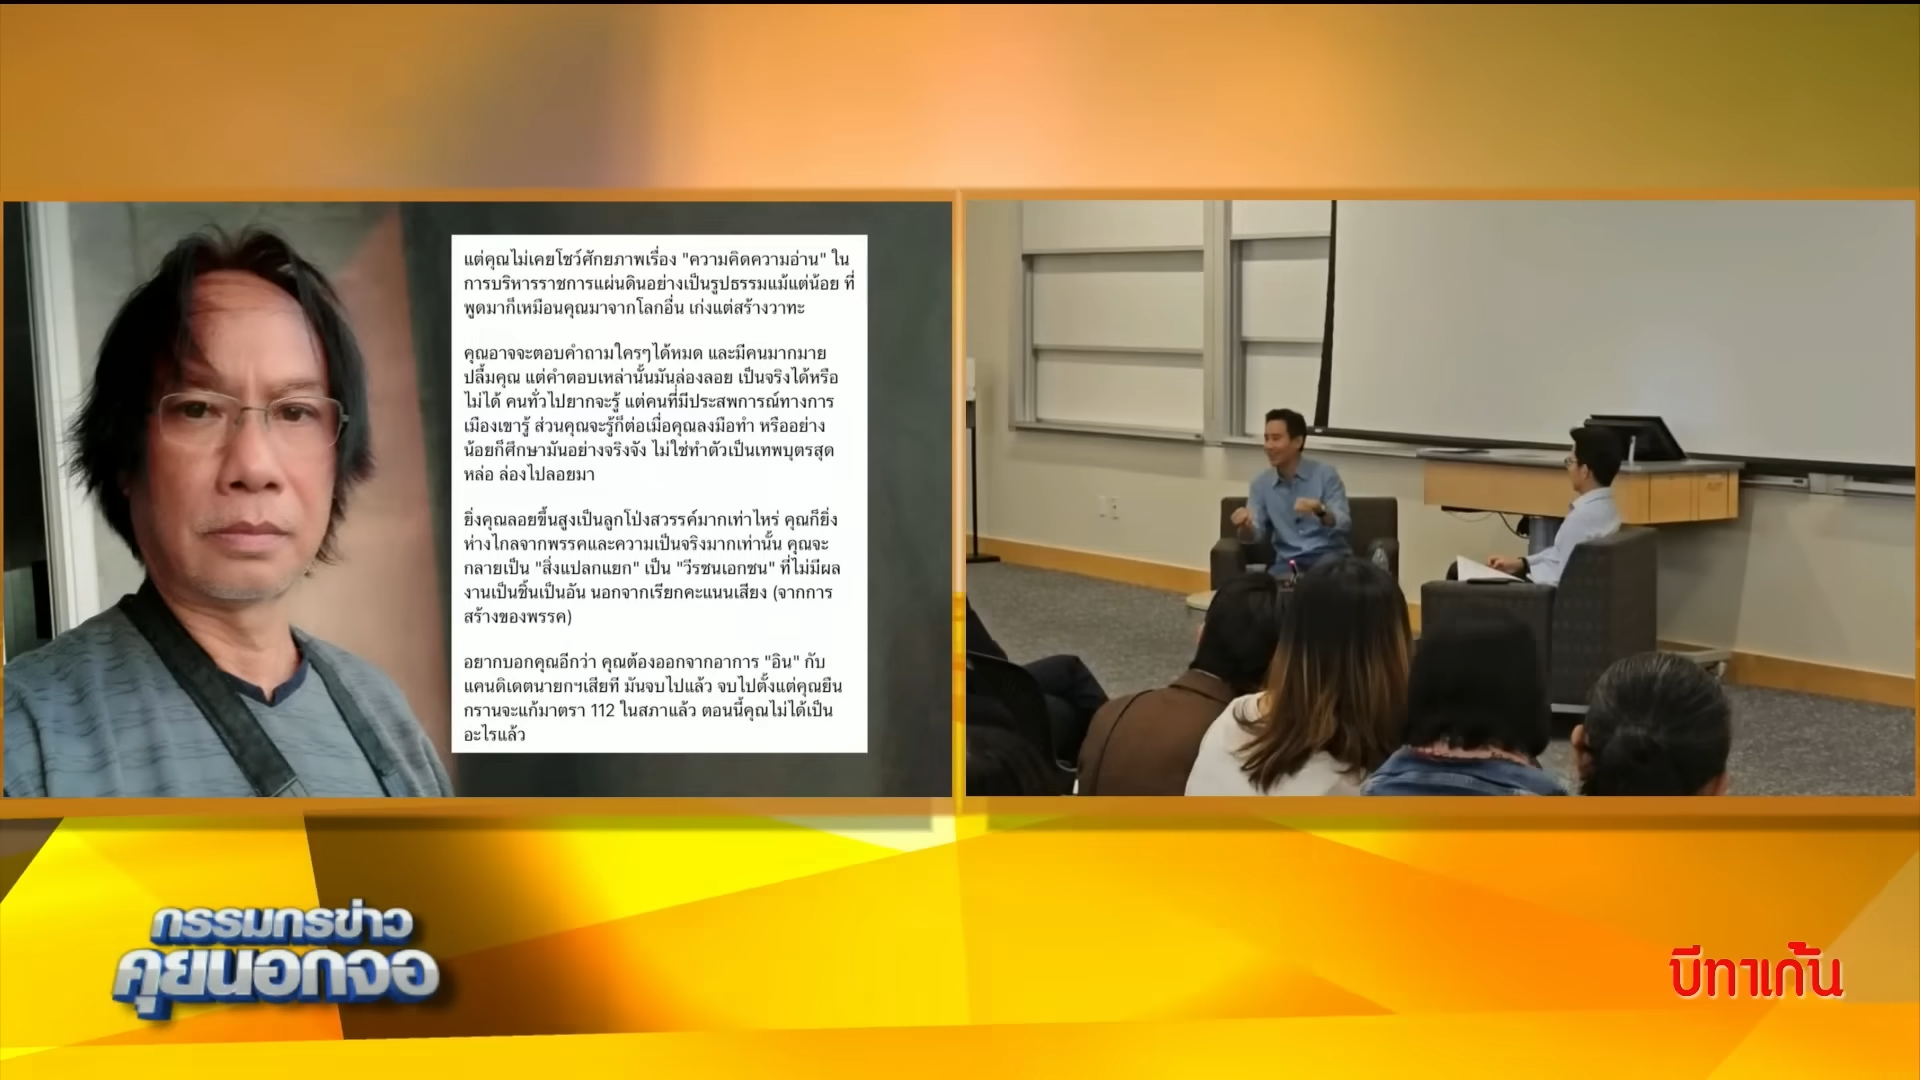 แต่คุณไม่เคยโชว์ศักยภาพเรื่อง "ความคิดความอ่าน" ใน
การบริหารราชการแผ่นดินอย่างเป็นรูปธรรมแม้แต่น้อย ที่
พูดมาก็เหมือนคุณมาจากโลกอื่น เก่งแต่สร้างวาทะ
คุณอาจจะตอบคำถามใครๆได้หมด และมีคนมากมาย
ปลื้มคุณ แต่คำตอบเหล่านั้นมันล่องลอย เป็นจริงได้หรือ
ไม่ได้ คนทั่วไปยากจะรู้ แต่คนที่มีประสพการณ์ทางการ
เมืองเขารู้ ส่วนคุณจะรู้ก็ต่อเมื่อคุณลงมือทำ หรืออย่าง
น้อยก็ศึกษามันอย่างจริงจัง ไม่ใช่ทำตัวเป็นเทพบุตรสุด
หล่อ ล่องไปลอยมา
ยิ่งคุณลอยขึ้นสูงเป็นลูกโป่งสวรรค์มากเท่าไหร่ คุณก็ยิ่ง
ห่างไกลจากพรรคและความเป็นจริงมากเท่านั้น คุณจะ
กลายเป็น "สิ่งแปลกแยก" เป็น "วีรชนเอกชน" ที่ไม่มีผล
งานเป็นชิ้นเป็นอัน นอกจากเรียกคะแนนเสียง (จากการ
สร้างของพรรค)
อยากบอกคุณอีกว่า คุณต้องออกจากอาการ "อิน" กับ
แคนดิเดตนายกฯเสียที มันจบไปแล้ว จบไปตั้งแต่คุณยืน
กรานจะแก้มาตรา 112 ในสภาแล้ว ตอนนี้คุณไม่ได้เป็น
อะไรแล้ว
กรรมกรข่าว
คุยนอกจอ
บีทาเก้น